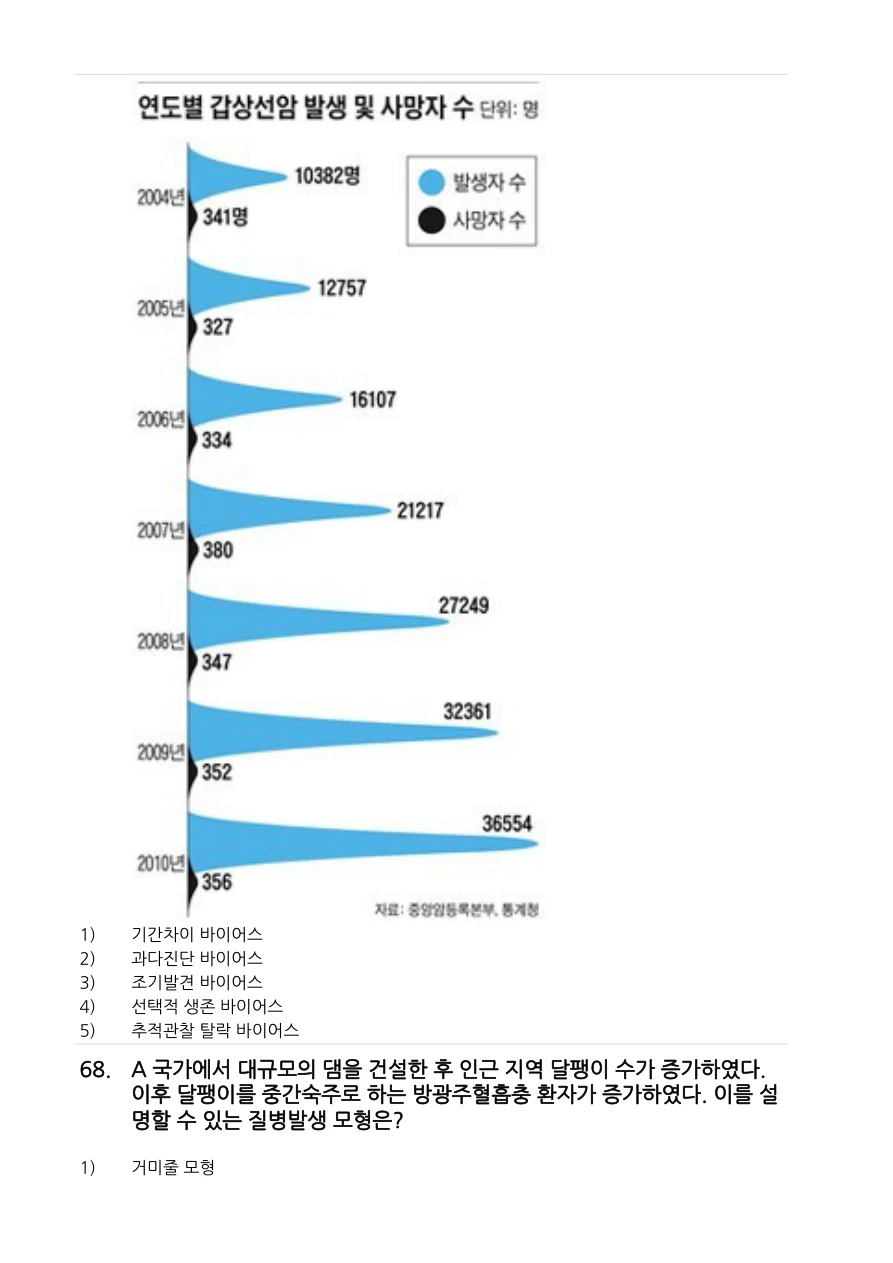 연도별 갑상선암 발생 및 사망자 수 단위: 명
발생자 수
사망자 수
2004년
10382명
341명
2005년
12757
327
2006년
16107
334
2007년
21217
380
2008년
27249
347
2009년
32361
352
2010년
36554
356
자료: 중앙암등록본부, 통계청
1) 기간차이 바이어스
2) 과다진단 바이어스
3) 조기발견 바이어스
4) 선택적 생존 바이어스
5) 추적관찰 탈락 바이어스
68. A 국가에서 대규모의 댐을 건설한 후 인근 지역 달팽이 수가 증가하였다.
이후 달팽이를 중간숙주로 하는 방광주혈흡충 환자가 증가하였다. 이를 설
명할 수 있는 질병발생 모형은?
1) 거미줄 모형